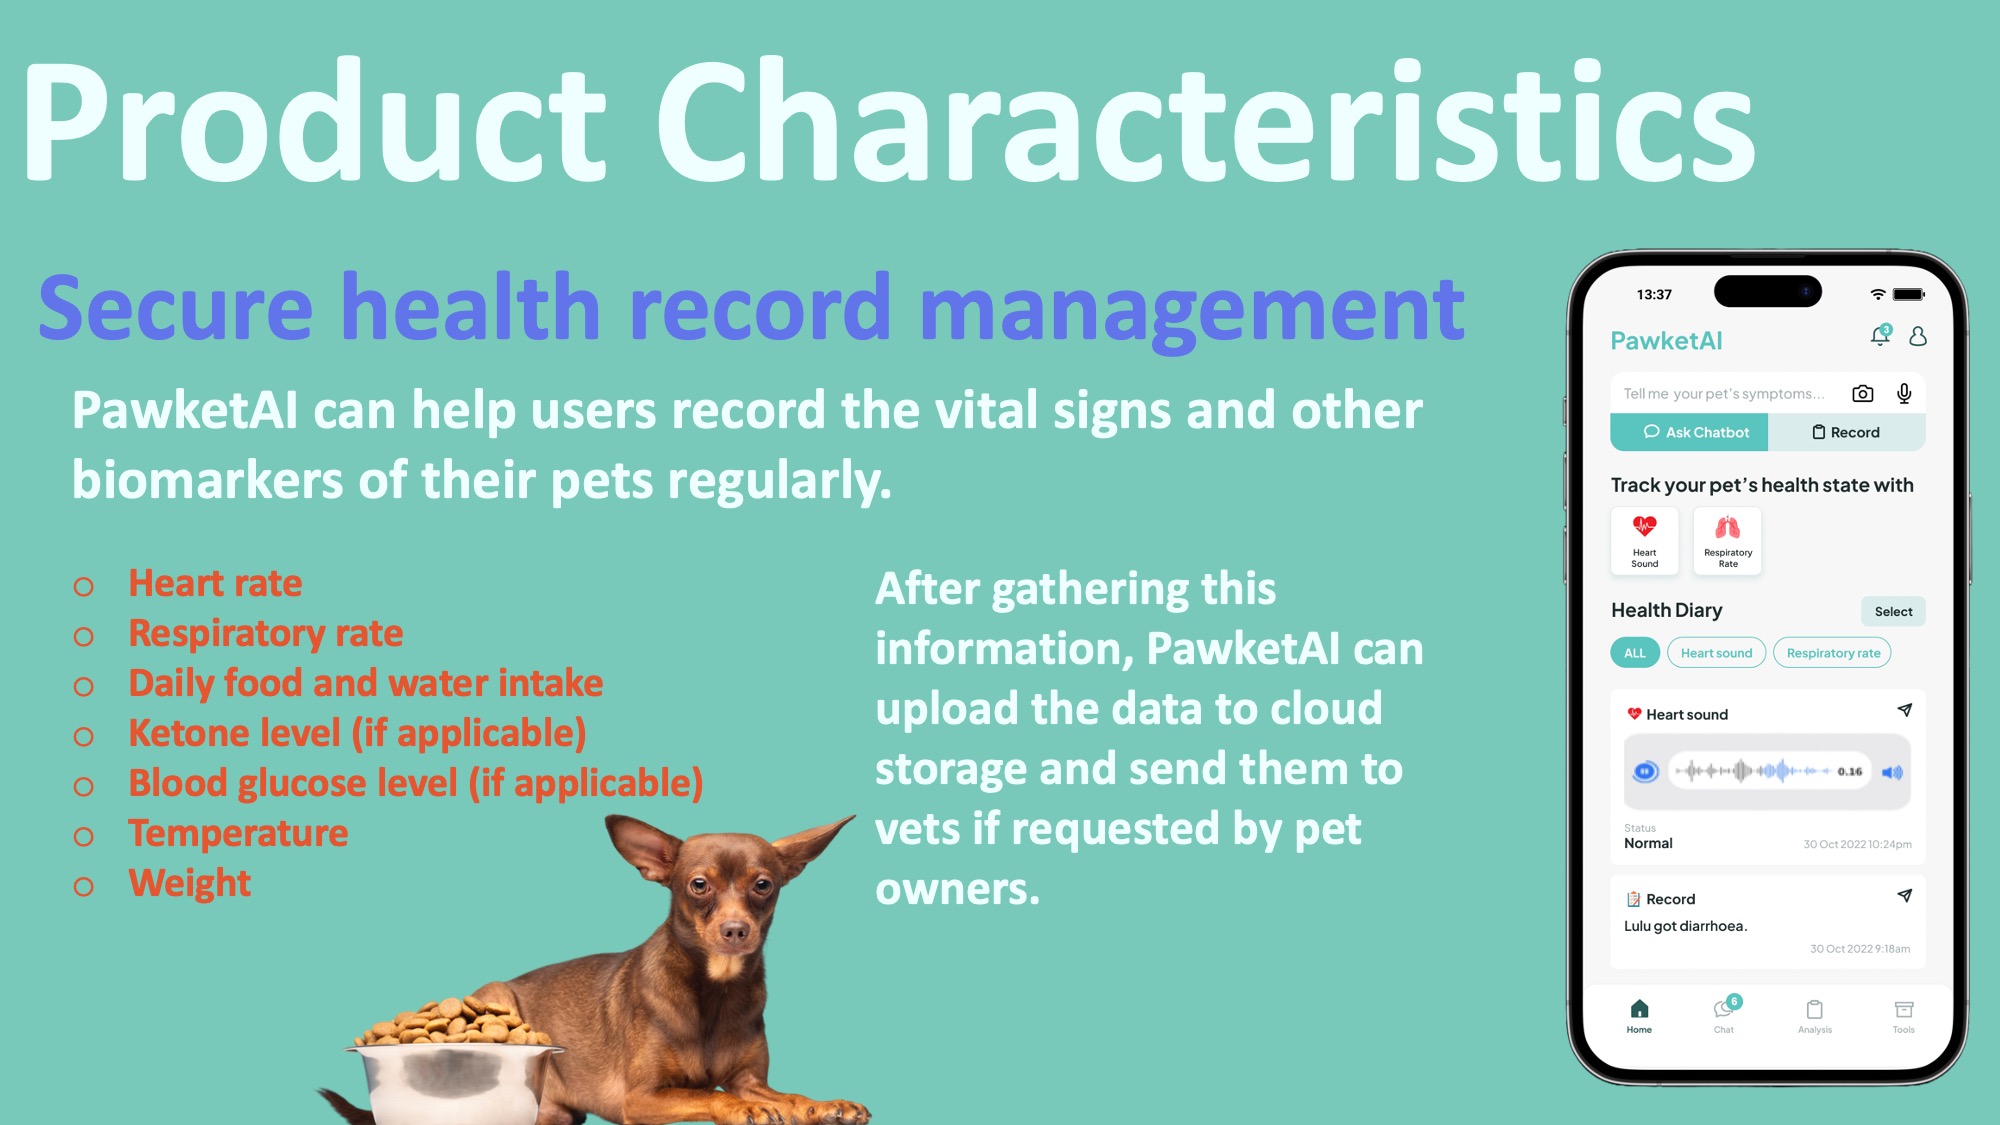 Product Characteristics
Secure health record management
PawketAI can help users record the vital signs and other
biomarkers of their pets regularly.
Heart rate
Respiratory rate
Daily food and water intake
Ketone level (if applicable)
Blood glucose level (if applicable)
Temperature
Weight
After gathering this
information, PawketAI can
upload the data to cloud
storage and send them to
vets if requested by pet
owners.
13:37
PawketAI
3
Tell me your pet's symptoms...
Ask Chatbot
Record
Track your pet's health state with
Heart
Sound
Respiratory
Rate
Health Diary
Select
ALL
Heart sound
Respiratory rate
Heart sound
0.16
Status
Normal
30 Oct 2022 10:24pm
Record
Lulu got diarrhoea.
30 Oct 2022 9:18am
6
Home
Chat
Analysis
Tools